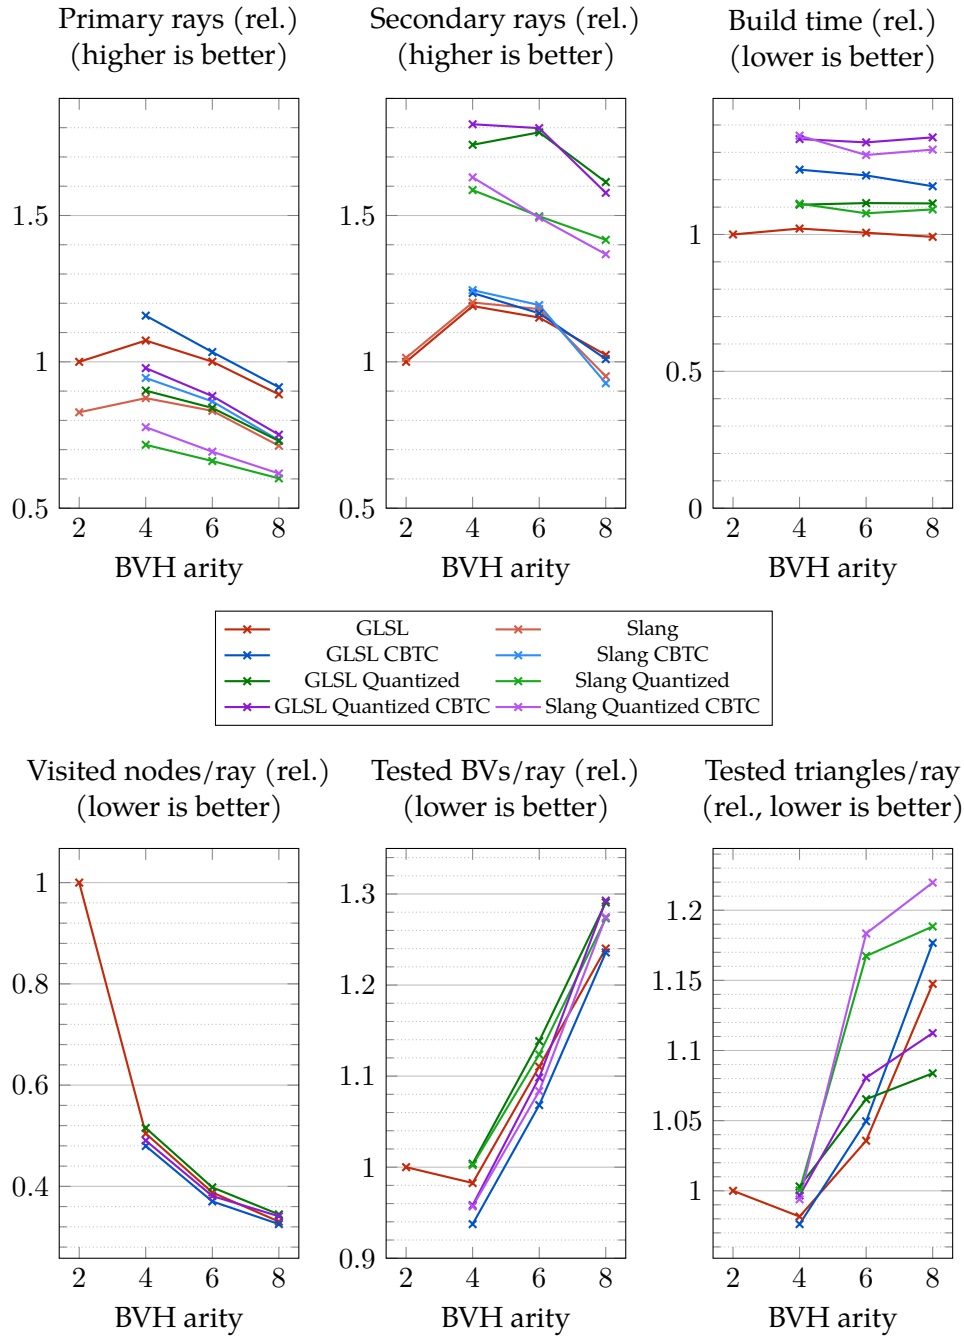 Primary rays (rel.)
(higher is better)
Secondary rays (rel.)
(higher is better)
Build time (rel.)
(lower is better)
1.5
1
0.5
2 4 6 8
BVH arity
1.5
1
0.5
2 4 6 8
BVH arity
1
0.5
0
2 4 6 8
BVH arity
GLSL
Slang
GLSL CBTC
Slang CBTC
GLSL Quantized
Slang Quantized
GLSL Quantized CBTC
Slang Quantized CBTC
Visited nodes/ray (rel.)
(lower is better)
Tested BVs/ray (rel.)
(lower is better)
Tested triangles/ray
(rel., lower is better)
1
0.8
0.6
0.4
2 4 6 8
BVH arity
1.3
1.2
1.1
1
0.9
2 4 6 8
BVH arity
1.2
1.15
1.1
1.05
1
2 4 6 8
BVH arity